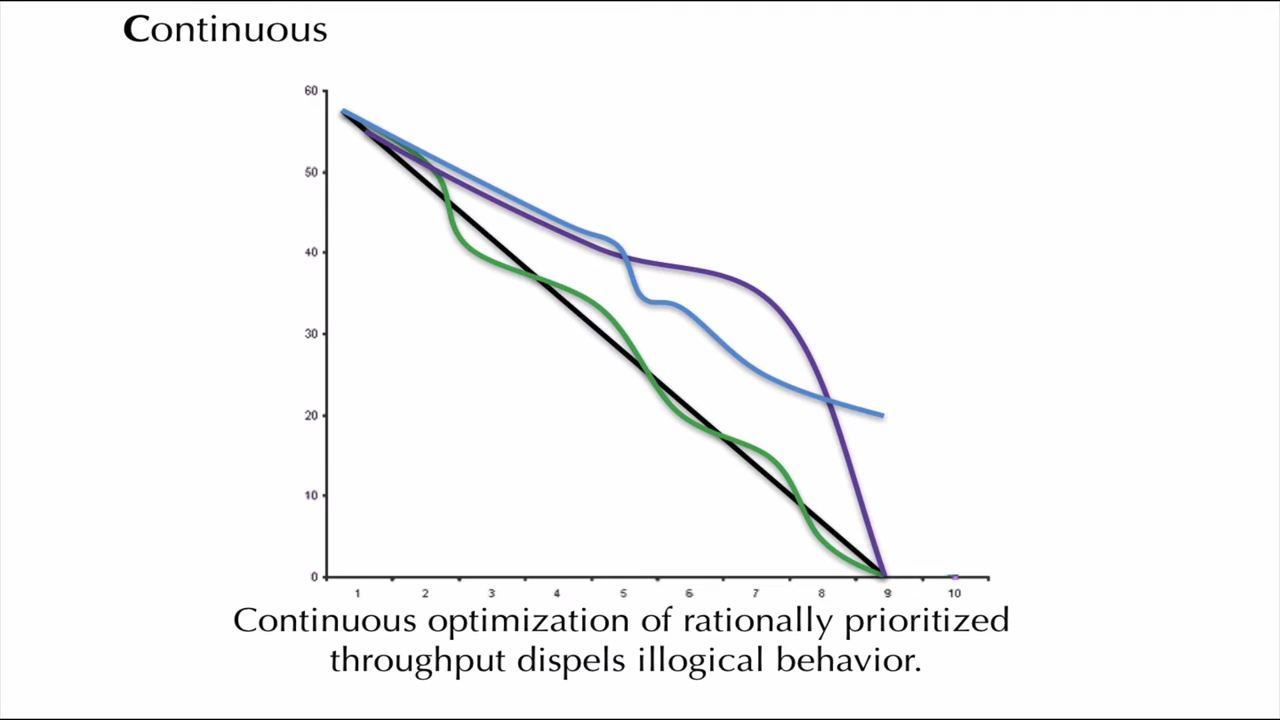 Continuous
60
50
40
30
20
10
0
1 2 3 4 5 6 7 8 9 10
Continuous optimization of rationally prioritized
throughput dispels illogical behavior.